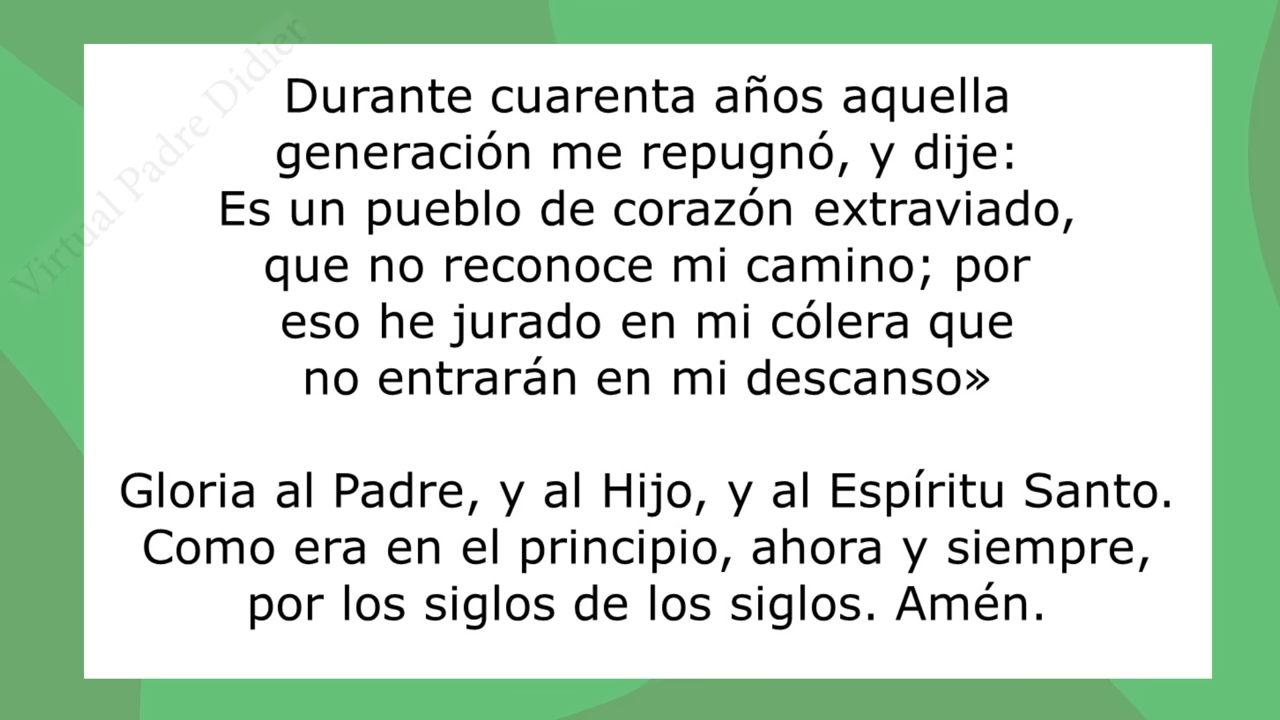 Durante cuarenta años aquella
generación me repugnó, y dije:
Es un pueblo de corazón extraviado,
que no reconoce mi camino; por
eso he jurado en mi cólera que
no entrarán en mi descanso»
Gloria al Padre, y al Hijo, y al Espíritu Santo.
Como era en el principio, ahora y siempre,
por los siglos de los siglos. Amén.
Virtual Padre Didier